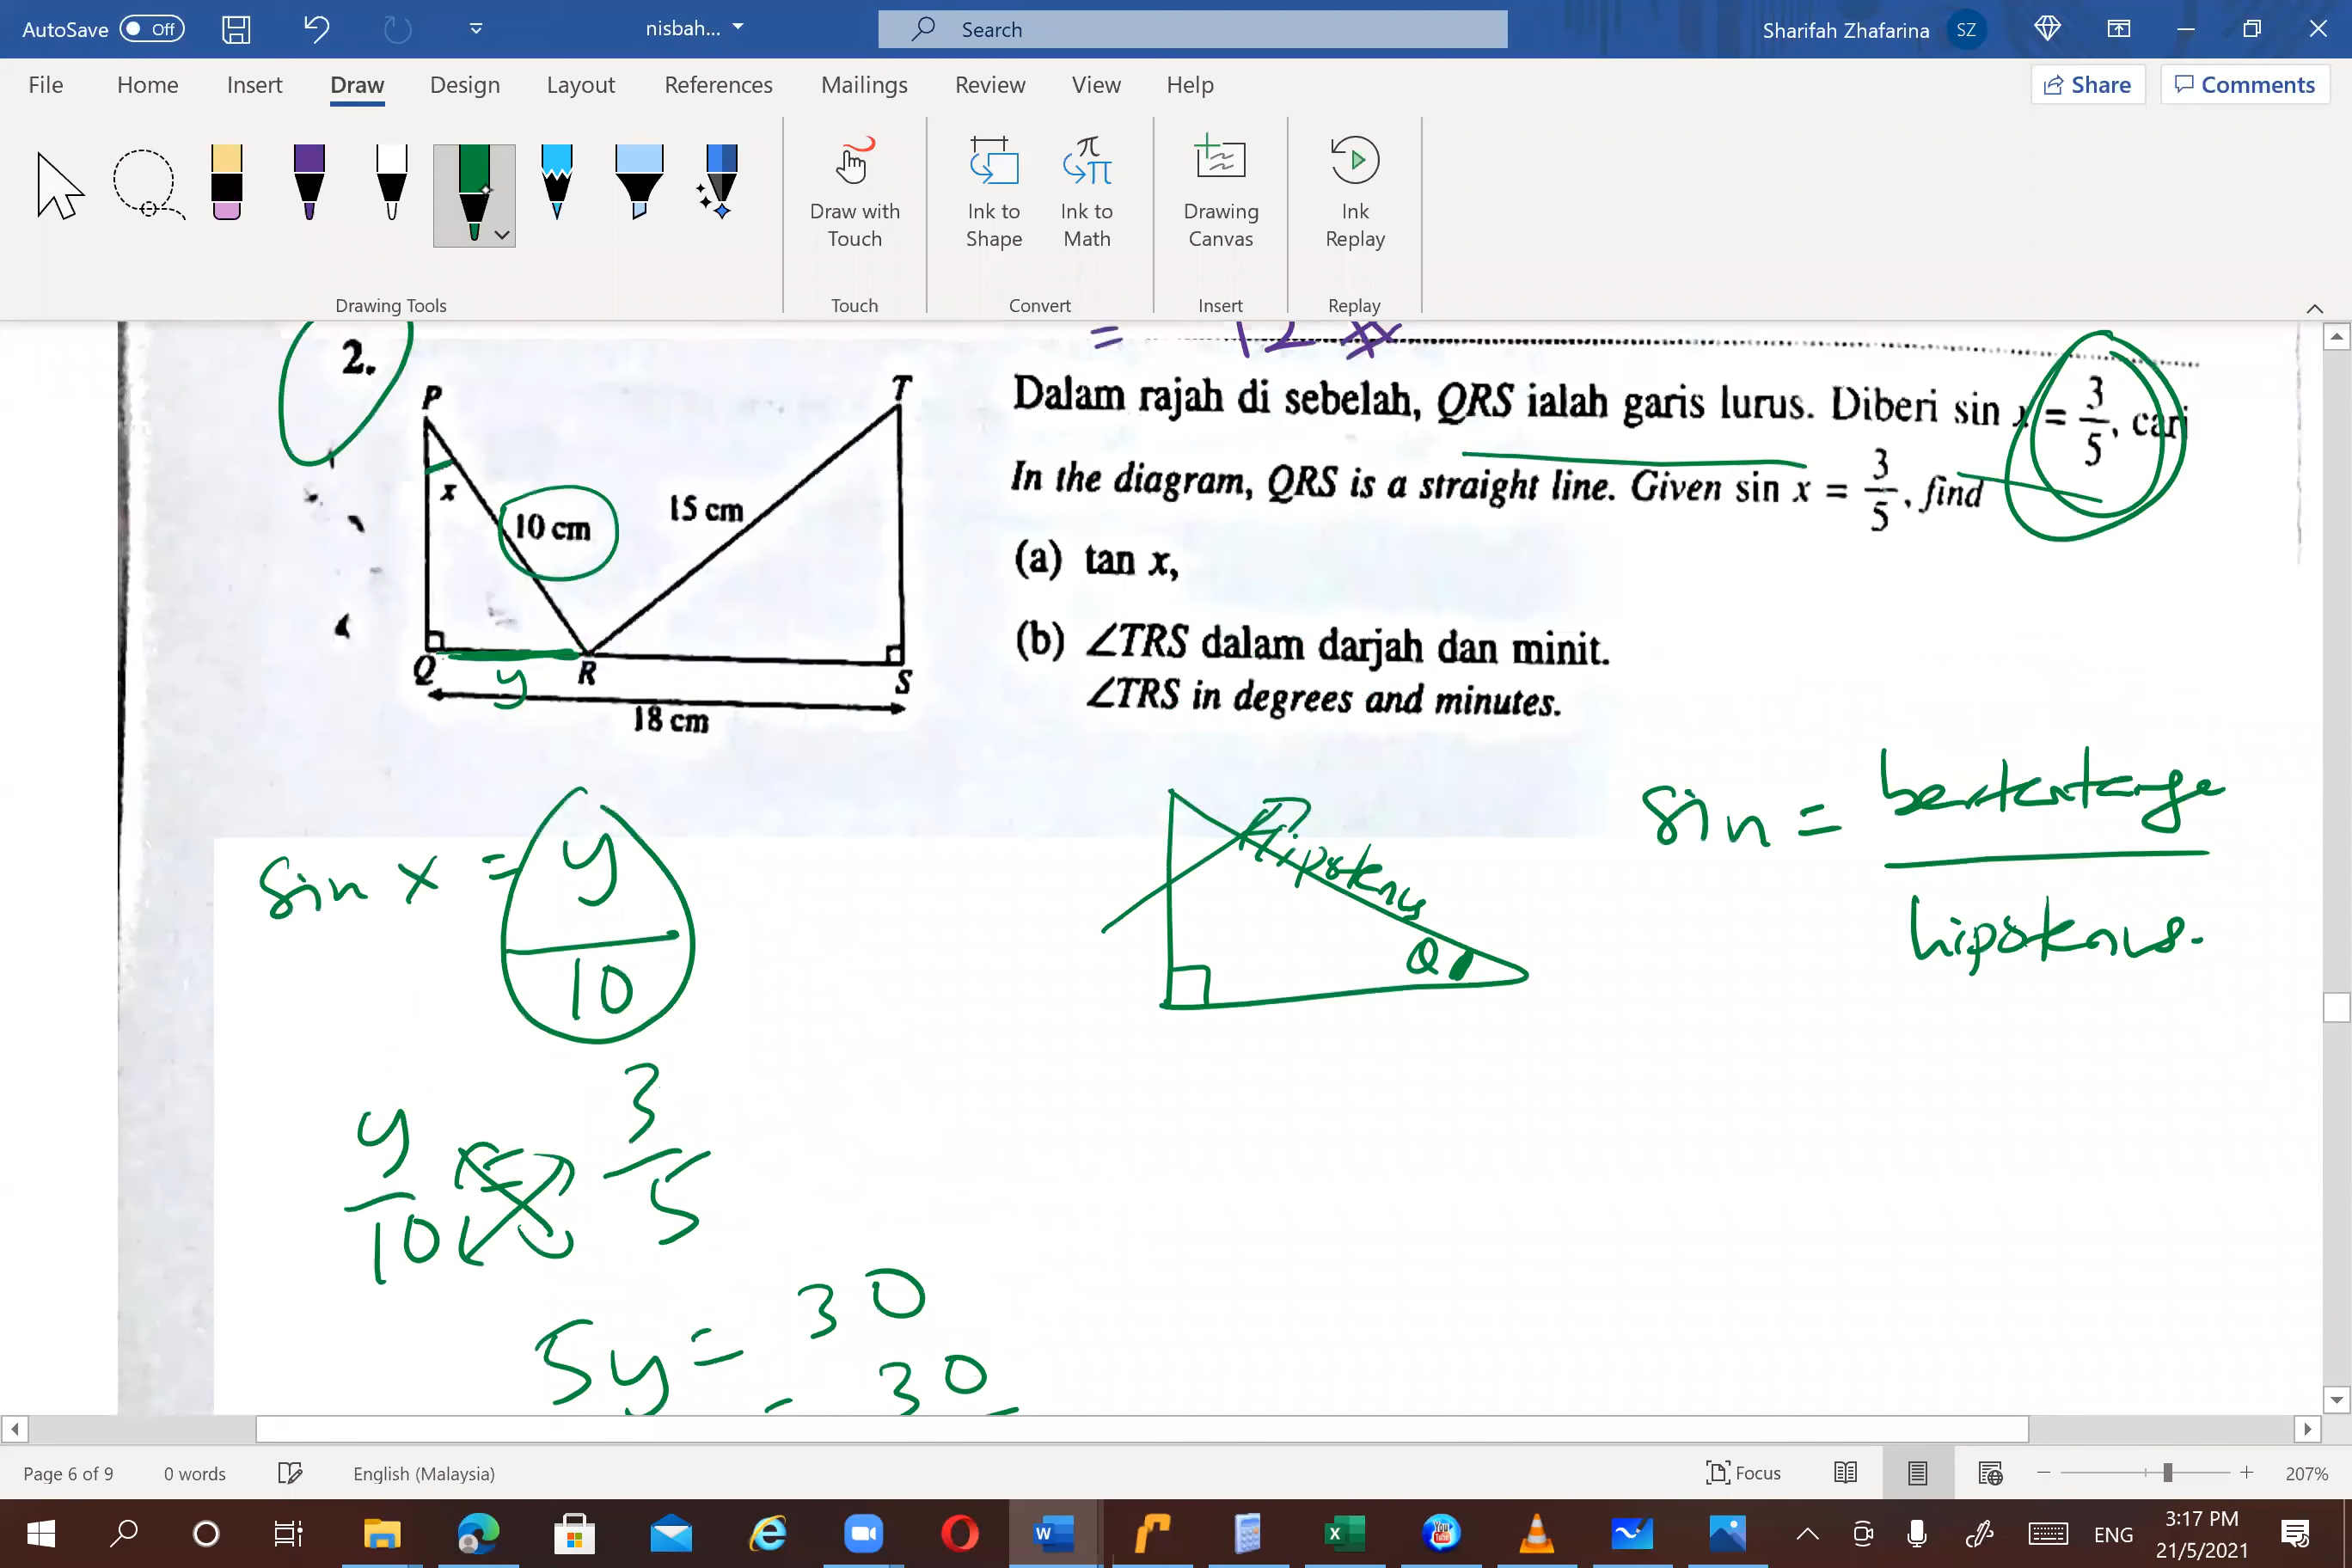 AutoSave Off nisbah... Search Sharifah Zhafarina SZ
File Home Insert Draw Design Layout References Mailings Review View Help Share Comments
Draw with Touch
Ink to Shape
Ink to Math
Drawing Canvas
Ink Replay
Drawing Tools Touch Convert Insert Replay
= 12
2.
P
T
x
10 cm
15 cm
Q
y
R
S
18 cm
Dalam rajah di sebelah, QRS ialah garis lurus. Diberi sin x = 3/5, cari
In the diagram, QRS is a straight line. Given sin x = 3/5, find
(a) tan x,
(b) ∠TRS dalam darjah dan minit.
∠TRS in degrees and minutes.
sin x = y/10
hipotenus
Q
sin = bertentangan/hipotenus.
y/10 = 3/5
5y = 30
= 30
Page 6 of 9 0 words English (Malaysia) Focus 207%
W X You Tube ENG 3:17 PM
21/5/2021